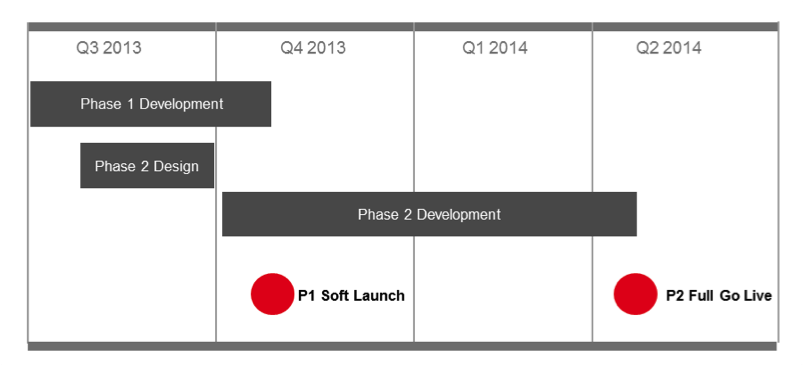 Q3 2013
Q4 2013
Q1 2014
Q2 2014
Phase 1 Development
Phase 2 Design
Phase 2 Development
P1 Soft Launch
P2 Full Go Live